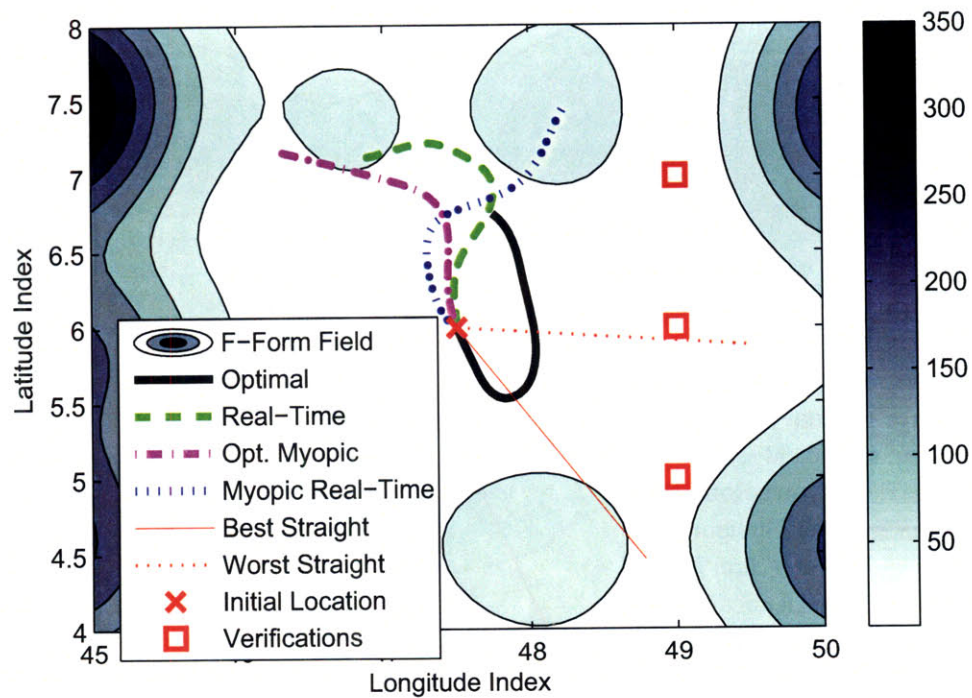 8
7.5
7
6.5
6
5.5
5
4.5
4
Latitude Index
F-Form Field
Optimal
Real-Time
Opt. Myopic
Myopic Real-Time
Best Straight
Worst Straight
Initial Location
Verifications
45
48
49
50
Longitude Index
350
300
250
200
150
100
50